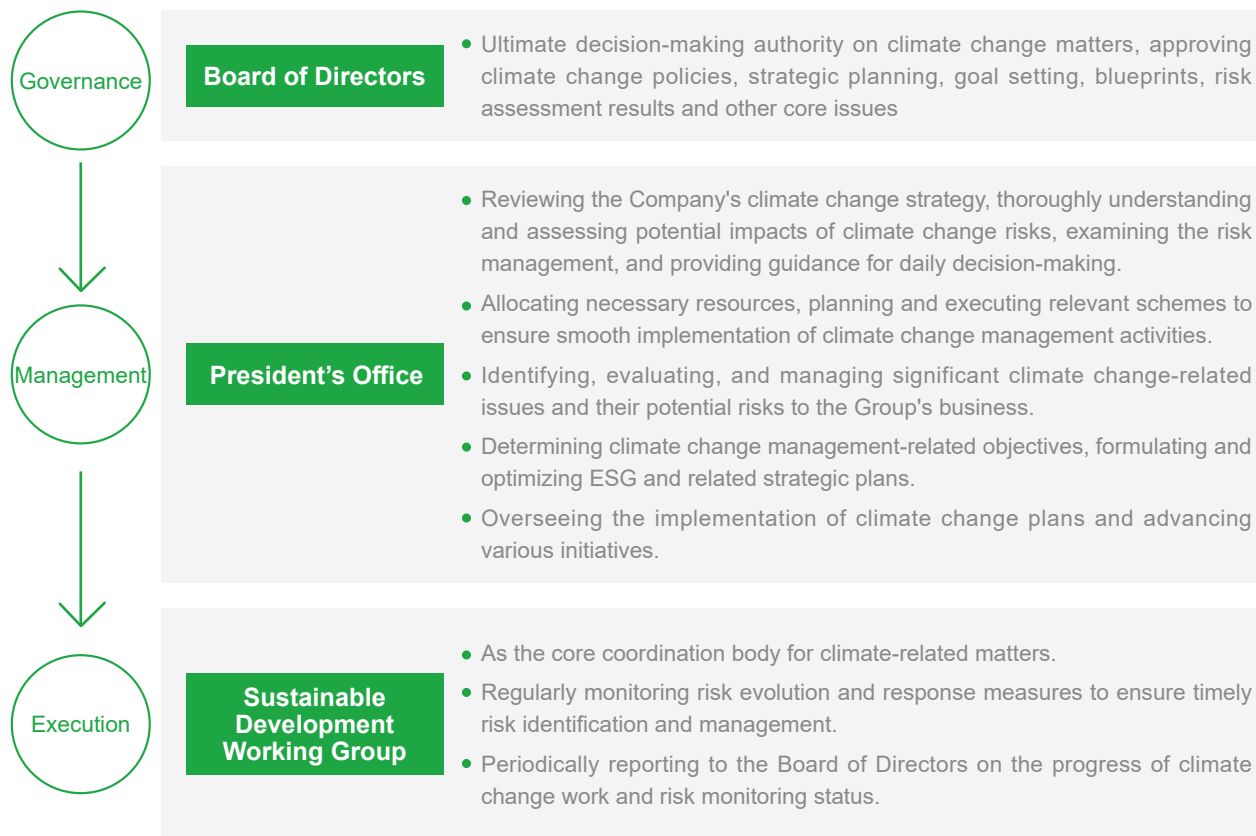 Governance
Board of Directors
• Ultimate decision-making authority on climate change matters, approving
climate change policies, strategic planning, goal setting, blueprints, risk
assessment results and other core issues
Management
President’s Office
• Reviewing the Company's climate change strategy, thoroughly understanding
and assessing potential impacts of climate change risks, examining the risk
management, and providing guidance for daily decision-making.
• Allocating necessary resources, planning and executing relevant schemes to
ensure smooth implementation of climate change management activities.
• Identifying, evaluating, and managing significant climate change-related
issues and their potential risks to the Group's business.
• Determining climate change management-related objectives, formulating and
optimizing ESG and related strategic plans.
• Overseeing the implementation of climate change plans and advancing
various initiatives.
Execution
Sustainable
Development
Working Group
• As the core coordination body for climate-related matters.
• Regularly monitoring risk evolution and response measures to ensure timely
risk identification and management.
• Periodically reporting to the Board of Directors on the progress of climate
change work and risk monitoring status.